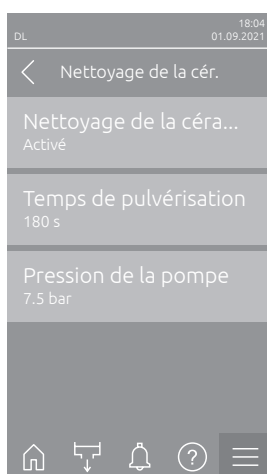 18:04
DL 01.09.2021
Nettoyage de la cér.
Nettoyage de la céra...
Activé
Temps de pulvérisation
180 s
Pression de la pompe
7.5 bar
?